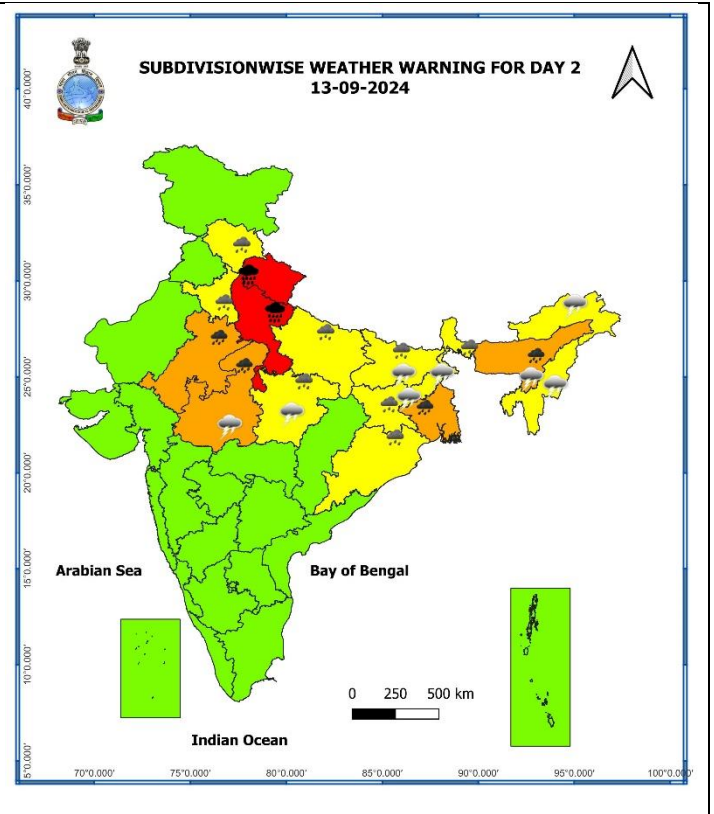 SUBDIVISIONWISE WEATHER WARNING FOR DAY 2
13-09-2024
40°0.000'
35°0.000'
30°0.000'
25°0.000'
20°0.000'
15°0.000'
10°0.000'
5°0.000'
Arabian Sea
Bay of Bengal
0 250 500 km
Indian Ocean
70°0.000' 75°0.000' 80°0.000' 85°0.000' 90°0.000' 95°0.000' 100°0.000'